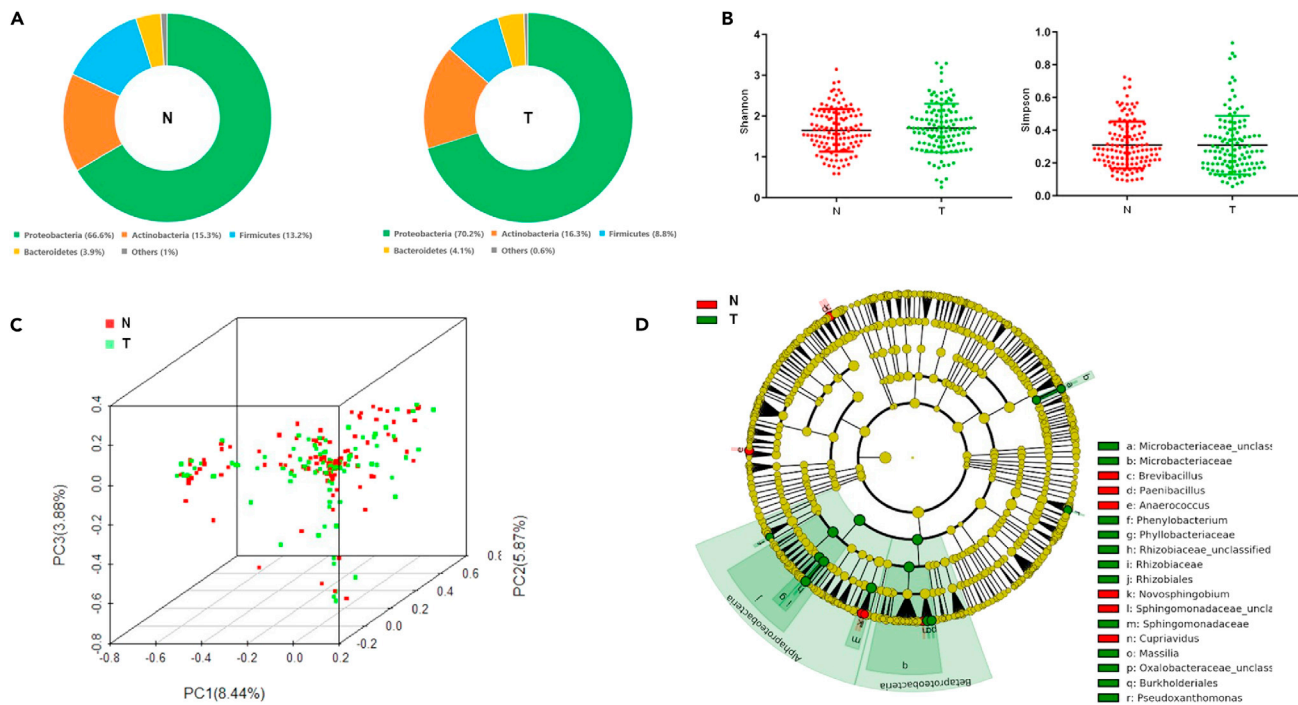 A
N
Proteobacteria (66.6%) Actinobacteria (15.3%) Firmicutes (13.2%)
Bacteroidetes (3.9%) Others (1%)
T
Proteobacteria (70.2%) Actinobacteria (16.3%) Firmicutes (8.8%)
Bacteroidetes (4.1%) Others (0.6%)
B
Shannon
4
3
2
1
0
N T
Simpson
1.0
0.8
0.6
0.4
0.2
0.0
N T
C
N
T
PC3(3.88%)
0.4
0.2
0.0
-0.2
-0.4
-0.6
-0.8
-0.8 -0.6 -0.4 -0.2 0.0 0.2
PC1(8.44%)
-0.2
0.0
0.2
0.4
0.6
PC2(5.87%)
D
N
T
a
b
e
f
j
g
m
q
Alphaproteobacteria
Betaproteobacteria
a: Microbacteriaceae_unclass
b: Microbacteriaceae
c: Brevibacillus
d: Paenibacillus
e: Anaerococcus
f: Phenylobacterium
g: Phyllobacteriaceae
h: Rhizobiaceae_unclassified
i: Rhizobiaceae
j: Rhizobiales
k: Novosphingobium
l: Sphingomonadaceae_uncla
m: Sphingomonadaceae
n: Cupriavidus
o: Massilia
p: Oxalobacteraceae_unclass
q: Burkholderiales
r: Pseudoxanthomonas